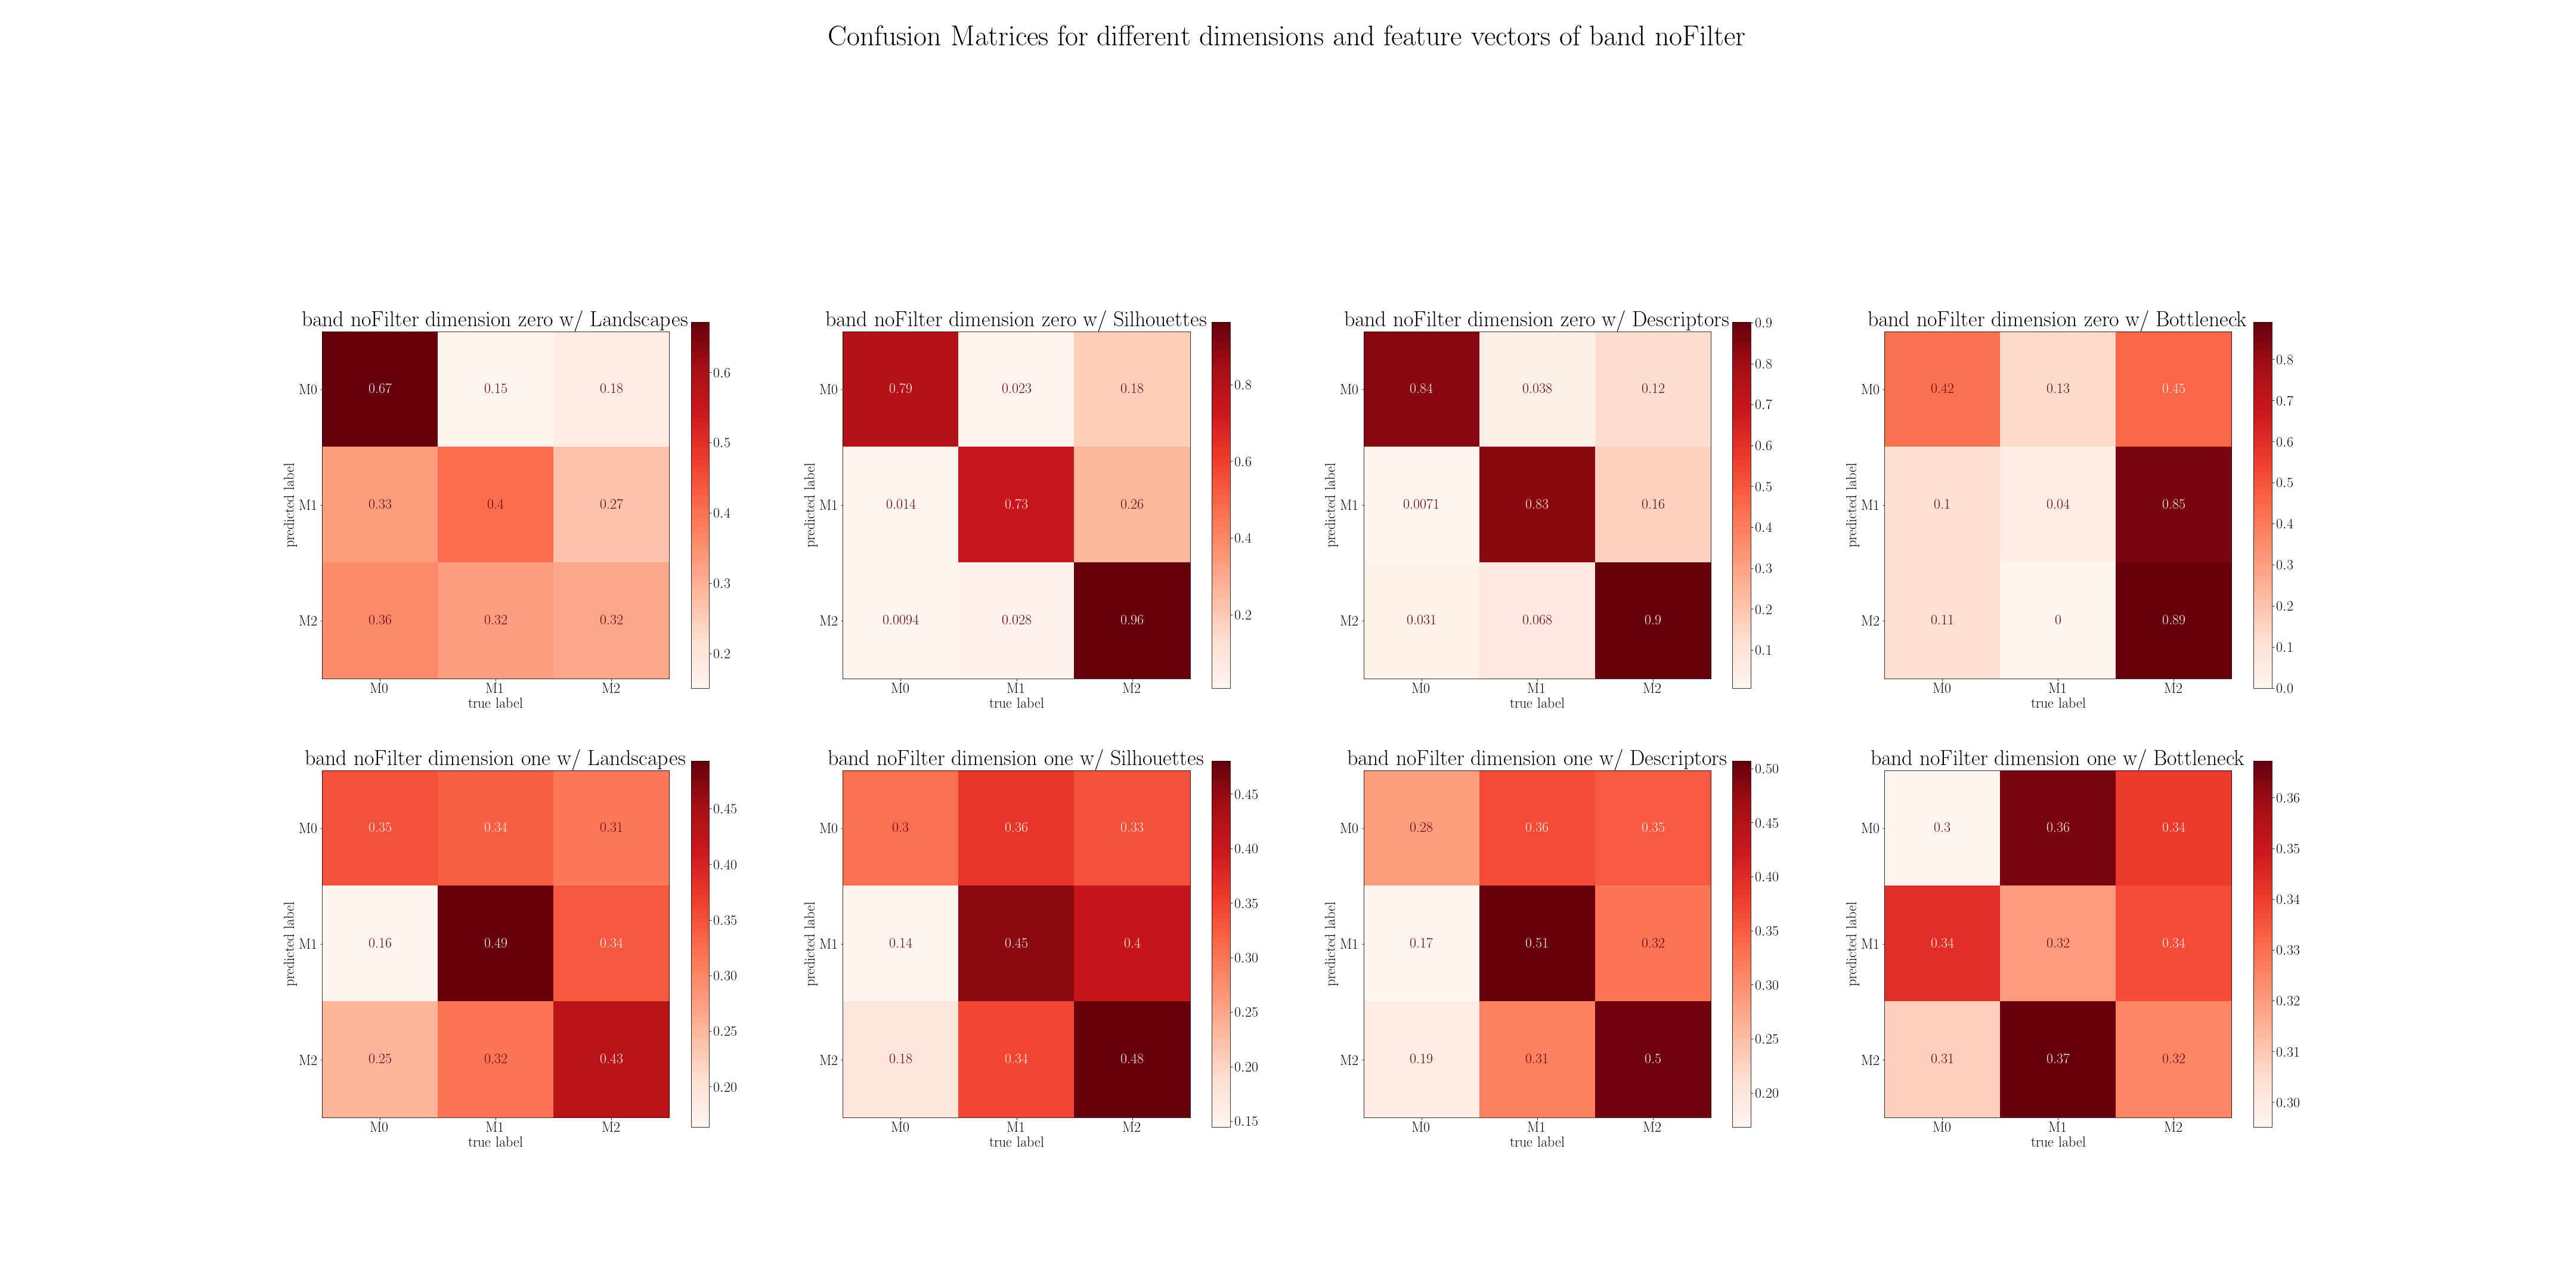 Confusion Matrices for different dimensions and feature vectors of band noFilter
band noFilter dimension zero w/ Landscapes
predicted label
M0 0.67 0.15 0.18
M1 0.33 0.4 0.27
M2 0.36 0.32 0.32
M0 M1 M2
true label
0.6
0.5
0.4
0.3
0.2
band noFilter dimension zero w/ Silhouettes
predicted label
M0 0.79 0.023 0.18
M1 0.014 0.73 0.26
M2 0.0094 0.028 0.96
M0 M1 M2
true label
0.8
0.6
0.4
0.2
band noFilter dimension zero w/ Descriptors
predicted label
M0 0.84 0.038 0.12
M1 0.0071 0.83 0.16
M2 0.031 0.068 0.9
M0 M1 M2
true label
0.9
0.8
0.7
0.6
0.5
0.4
0.3
0.2
0.1
band noFilter dimension zero w/ Bottleneck
predicted label
M0 0.42 0.13 0.45
M1 0.1 0.04 0.85
M2 0.11 0 0.89
M0 M1 M2
true label
0.8
0.7
0.6
0.5
0.4
0.3
0.2
0.1
0.0
band noFilter dimension one w/ Landscapes
predicted label
M0 0.35 0.34 0.31
M1 0.16 0.49 0.34
M2 0.25 0.32 0.43
M0 M1 M2
true label
0.45
0.40
0.35
0.30
0.25
0.20
band noFilter dimension one w/ Silhouettes
predicted label
M0 0.3 0.36 0.33
M1 0.14 0.45 0.4
M2 0.18 0.34 0.48
M0 M1 M2
true label
0.45
0.40
0.35
0.30
0.25
0.20
0.15
band noFilter dimension one w/ Descriptors
predicted label
M0 0.28 0.36 0.35
M1 0.17 0.51 0.32
M2 0.19 0.31 0.5
M0 M1 M2
true label
0.50
0.45
0.40
0.35
0.30
0.25
0.20
band noFilter dimension one w/ Bottleneck
predicted label
M0 0.3 0.36 0.34
M1 0.34 0.32 0.34
M2 0.31 0.37 0.32
M0 M1 M2
true label
0.36
0.35
0.34
0.33
0.32
0.31
0.30